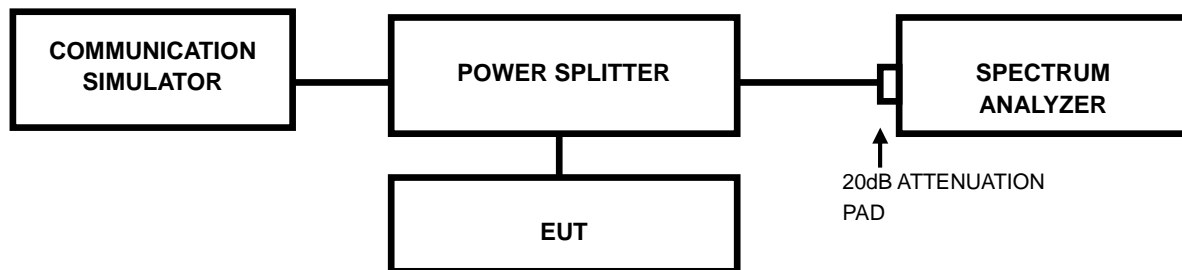 COMMUNICATION
SIMULATOR
POWER SPLITTER
SPECTRUM
ANALYZER
20dB ATTENUATION
PAD
EUT